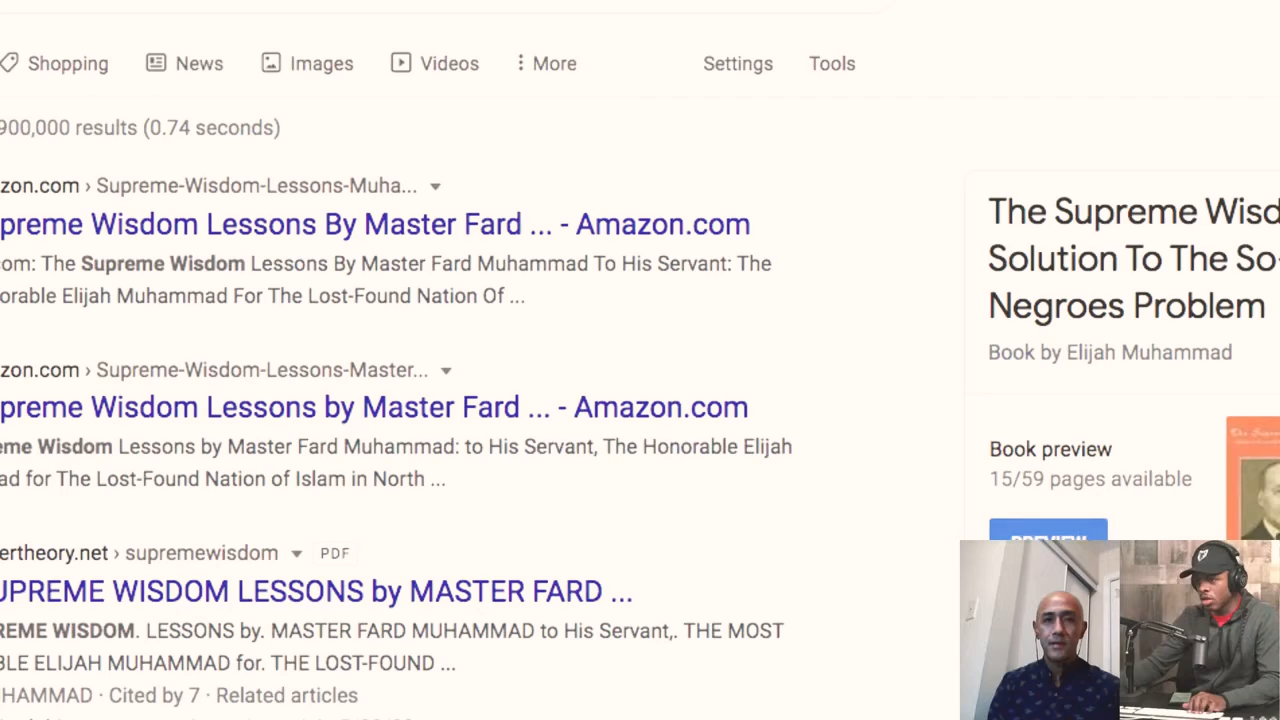 Shopping News Images Videos More Settings Tools
900,000 results (0.74 seconds)
zon.com › Supreme-Wisdom-Lessons-Muha...
preme Wisdom Lessons By Master Fard ... - Amazon.com
com: The Supreme Wisdom Lessons By Master Fard Muhammad To His Servant: The
orable Elijah Muhammad For The Lost-Found Nation Of ...
zon.com › Supreme-Wisdom-Lessons-Master...
preme Wisdom Lessons by Master Fard ... - Amazon.com
eme Wisdom Lessons by Master Fard Muhammad: to His Servant, The Honorable Elijah
ad for The Lost-Found Nation of Islam in North ...
ertheory.net › supremewisdom PDF
UPREME WISDOM LESSONS by MASTER FARD ...
REME WISDOM. LESSONS by. MASTER FARD MUHAMMAD to His Servant,. THE MOST
BLE ELIJAH MUHAMMAD for. THE LOST-FOUND ...
HAMMAD · Cited by 7 · Related articles
The Supreme Wisd
Solution To The So-
Negroes Problem
Book by Elijah Muhammad
Book preview
15/59 pages available
PREVIEW